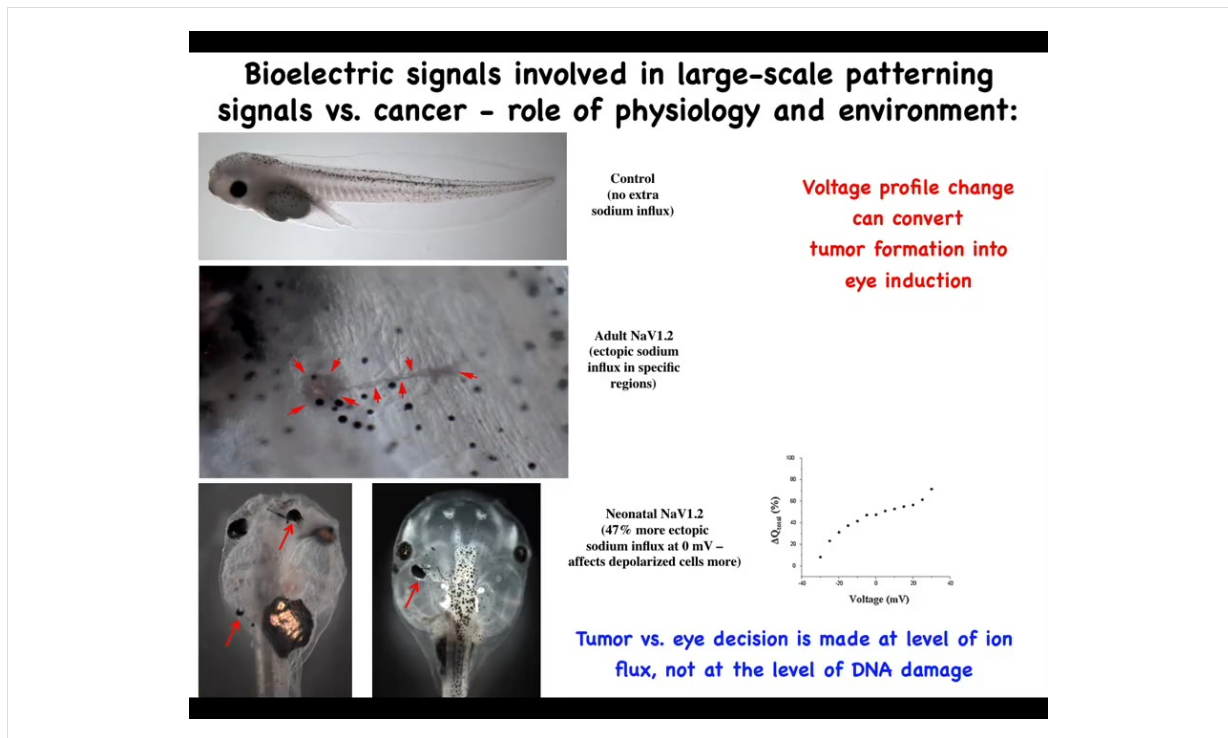 Bioelectric signals involved in large-scale patterning
signals vs. cancer - role of physiology and environment:
Control
(no extra
sodium influx)
Voltage profile change
can convert
tumor formation into
eye induction
Adult NaV1.2
(ectopic sodium
influx in specific
regions)
Neonatal NaV1.2
(47% more ectopic
sodium influx at 0 mV –
affects depolarized cells more)
ΔQtotal (%)
100
80
60
40
20
0
-40
-20
0
20
40
Voltage (mV)
Tumor vs. eye decision is made at level of ion
flux, not at the level of DNA damage